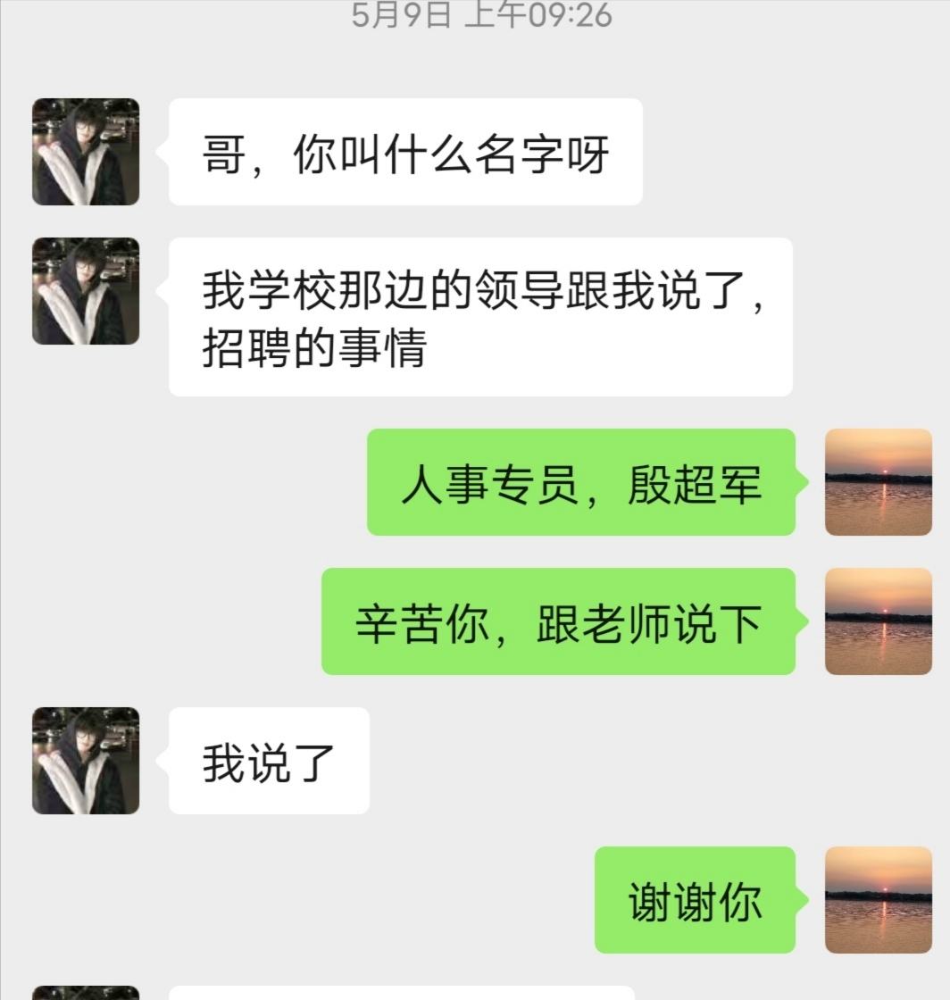 5月9日 上午09:26
哥，你叫什么名字呀
我学校那边的领导跟我说了，
招聘的事情
人事专员，殷超军
辛苦你，跟老师说下
我说了
谢谢你